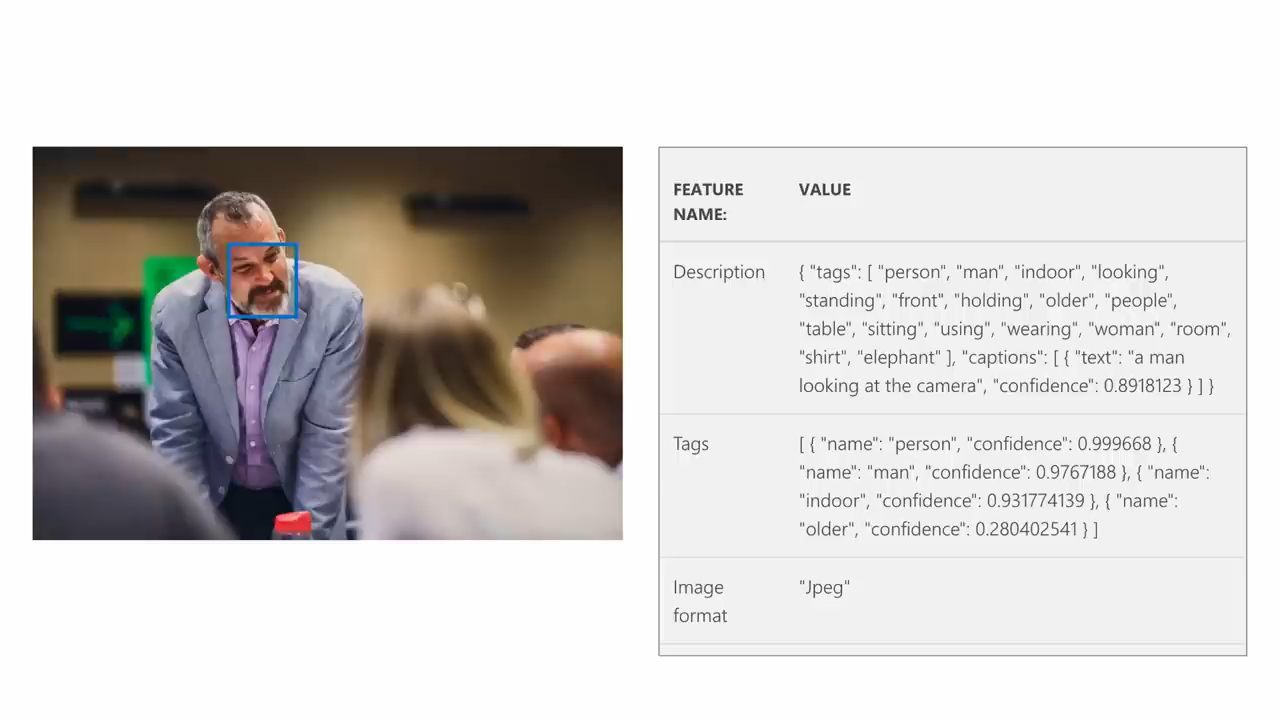 FEATURE NAME:
VALUE
Description
{ "tags": [ "person", "man", "indoor", "looking",
"standing", "front", "holding", "older", "people",
"table", "sitting", "using", "wearing", "woman", "room",
"shirt", "elephant" ], "captions": [ { "text": "a man
looking at the camera", "confidence": 0.8918123 } ] }
Tags
[ { "name": "person", "confidence": 0.999668 }, {
"name": "man", "confidence": 0.9767188 }, { "name":
"indoor", "confidence": 0.931774139 }, { "name":
"older", "confidence": 0.280402541 } ]
Image
format
"Jpeg"